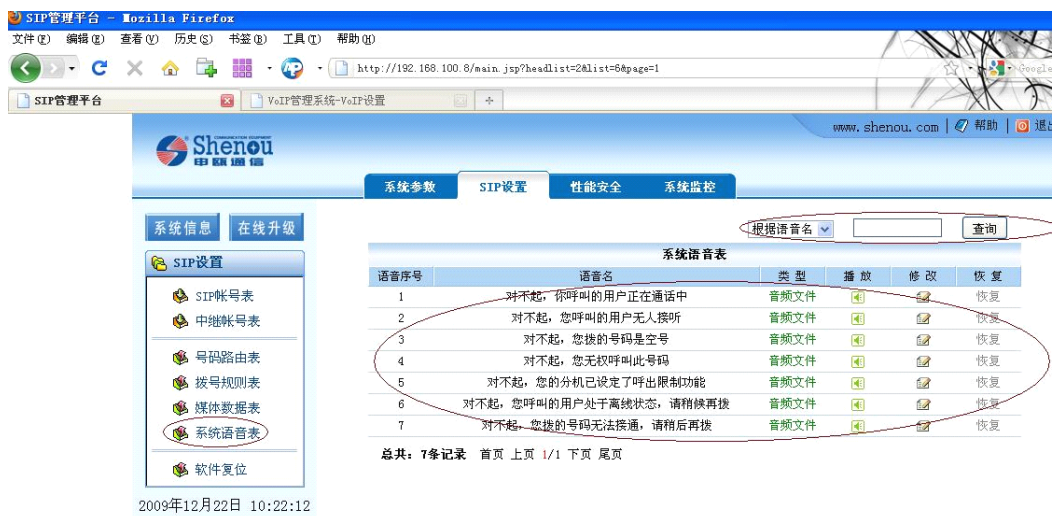 SIP管理平台 - Mozilla Firefox
文件(F) 编辑(E) 查看(V) 历史(S) 书签(B) 工具(T) 帮助(H)
http://192.168.100.8/main.jsp?headlist=2&list=6&page=1
Google
SIP管理平台 VoIP管理系统-VoIP设置
www.shenou.com 帮助 退出
Shenou
申瓯通信
系统参数 SIP设置 性能安全 系统监控
系统信息 在线升级
根据语音名 查询
SIP设置
SIP帐号表
中继帐号表
号码路由表
拨号规则表
媒体数据表
系统语音表
软件复位
2009年12月22日 10:22:12
系统语音表
语音序号 语音名 类 型 播 放 修 改 恢 复
1 对不起，你呼叫的用户正在通话中 音频文件 恢复
2 对不起，您呼叫的用户无人接听 音频文件 恢复
3 对不起，您拨的号码是空号 音频文件 恢复
4 对不起，您无权呼叫此号码 音频文件 恢复
5 对不起，您的分机已设定了呼出限制功能 音频文件 恢复
6 对不起，您呼叫的用户处于离线状态，请稍候再拨 音频文件 恢复
7 对不起，您拨的号码无法接通，请稍后再拨 音频文件 恢复
总共：7条记录 首页 上页 1/1 下页 尾页